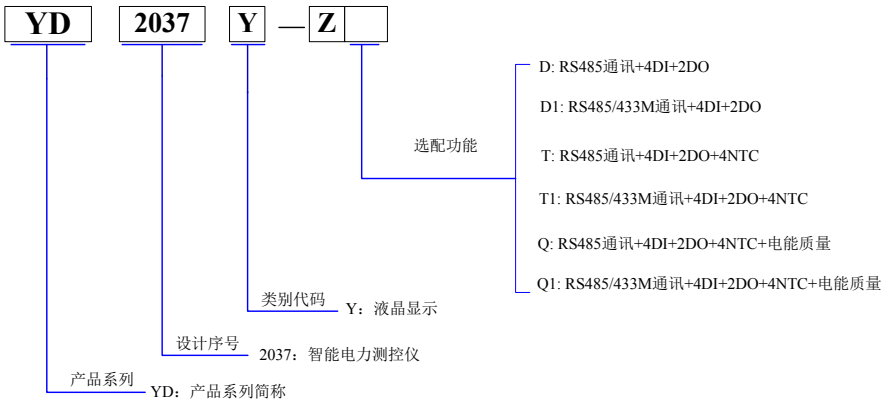 YD 2037 Y — Z
D: RS485通讯+4DI+2DO
D1: RS485/433M通讯+4DI+2DO
选配功能
T: RS485通讯+4DI+2DO+4NTC
T1: RS485/433M通讯+4DI+2DO+4NTC
Q: RS485通讯+4DI+2DO+4NTC+电能质量
Q1: RS485/433M通讯+4DI+2DO+4NTC+电能质量
类别代码 Y：液晶显示
设计序号 2037：智能电力测控仪
产品系列 YD：产品系列简称